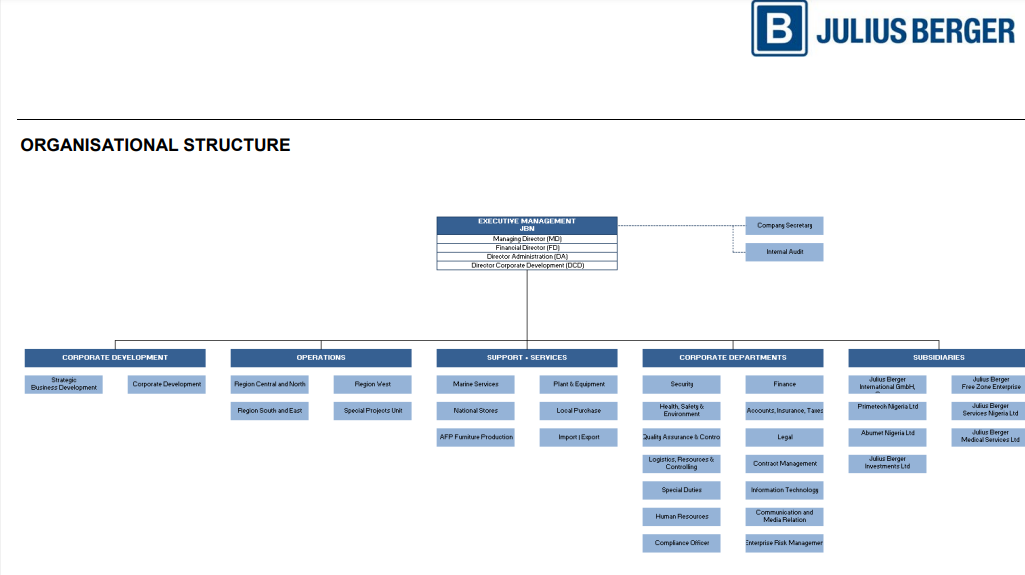 B JULIUS BERGER
ORGANISATIONAL STRUCTURE
EXECUTIVE MANAGEMENT
JBN
Managing Director (MD)
Financial Director (FD)
Director Administration (DA)
Director Corporate Development (DCD)
Company Secretary
Internal Audit
CORPORATE DEVELOPMENT
Strategic
Business Development
Corporate Development
OPERATIONS
Region Central and North
Region West
Region South and East
Special Projects Unit
SUPPORT + SERVICES
Marine Services
Plant & Equipment
National Stores
Local Purchase
AFP Furniture Production
Import / Export
CORPORATE DEPARTMENTS
Security
Finance
Health, Safety &
Environment
Accounts, Insurance, Taxes
Quality Assurance & Contro
Legal
Logistics, Resources &
Controlling
Contract Management
Special Duties
Information Technology
Human Resources
Communication and
Media Relation
Compliance Officer
Enterprise Risk Managemen
SUBSIDIARIES
Julius Berger
International GmbH,
Julius Berger
Free Zone Enterprise
Primetech Nigeria Ltd
Julius Berger
Services Nigeria Ltd
Abumet Nigeria Ltd
Julius Berger
Medical Services Ltd
Julius Berger
Investments Ltd